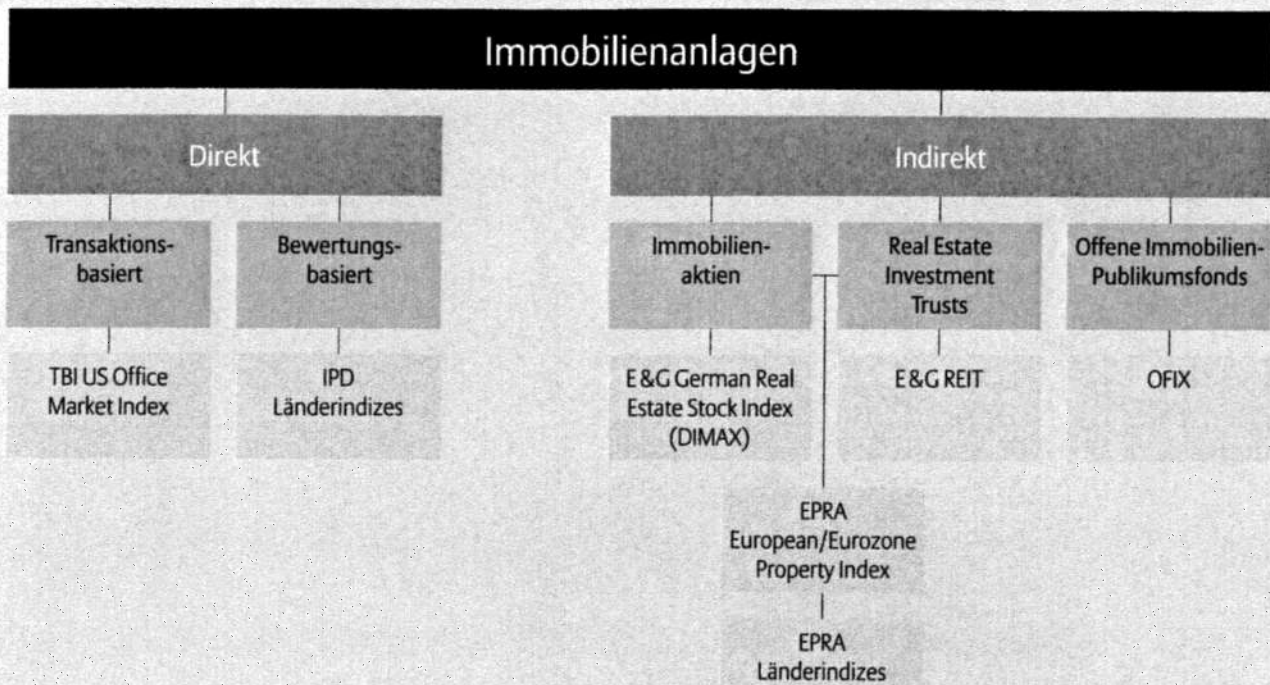 Immobilienanlagen
Direkt
Indirekt
Transaktions-
basiert
Bewertungs-
basiert
Immobilien-
aktien
Real Estate
Investment
Trusts
Offene Immobilien-
Publikumsfonds
TBI US Office
Market Index
IPD
Länderindizes
E&G German Real
Estate Stock Index
(DIMAX)
E&G REIT
OFIX
EPRA
European/Eurozone
Property Index
EPRA
Länderindizes